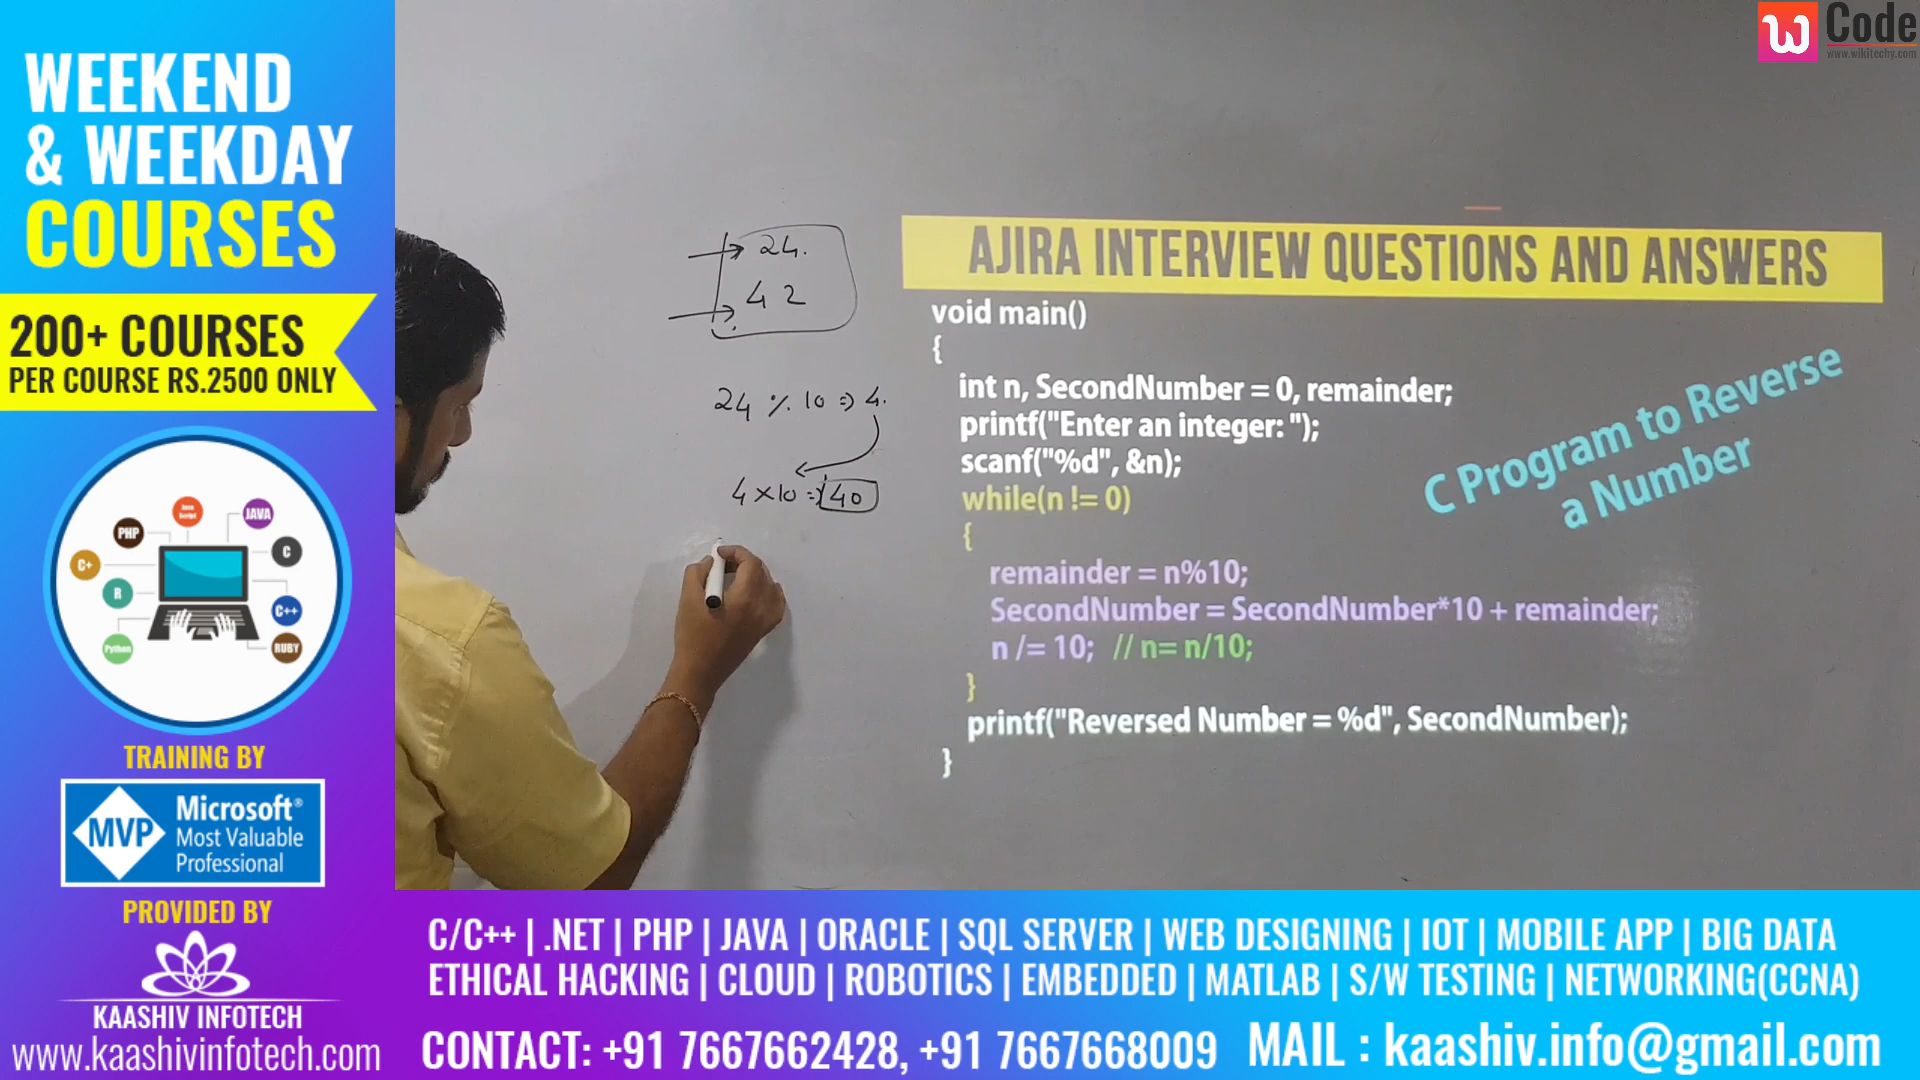 WEEKEND
& WEEKDAY
COURSES
200+ COURSES
PER COURSE RS.2500 ONLY
Java
Script
JAVA
PHP
C
C+
R
C++
Python
RUBY
TRAINING BY
MVP
Microsoft®
Most Valuable
Professional
PROVIDED BY
KAASHIV INFOTECH
www.kaashivinfotech.com
W Code
www.wikitechy.com
24.
42
24 % 10 => 4.
4 x 10 => 40
AJIRA INTERVIEW QUESTIONS AND ANSWERS
void main()
{
int n, SecondNumber = 0, remainder;
printf("Enter an integer: ");
scanf("%d", &n);
while(n != 0)
{
remainder = n%10;
SecondNumber = SecondNumber*10 + remainder;
n /= 10; // n= n/10;
}
printf("Reversed Number = %d", SecondNumber);
}
C Program to Reverse
a Number
C/C++ | .NET | PHP | JAVA | ORACLE | SQL SERVER | WEB DESIGNING | IOT | MOBILE APP | BIG DATA
ETHICAL HACKING | CLOUD | ROBOTICS | EMBEDDED | MATLAB | S/W TESTING | NETWORKING(CCNA)
CONTACT: +91 7667662428, +91 7667668009 MAIL : kaashiv.info@gmail.com